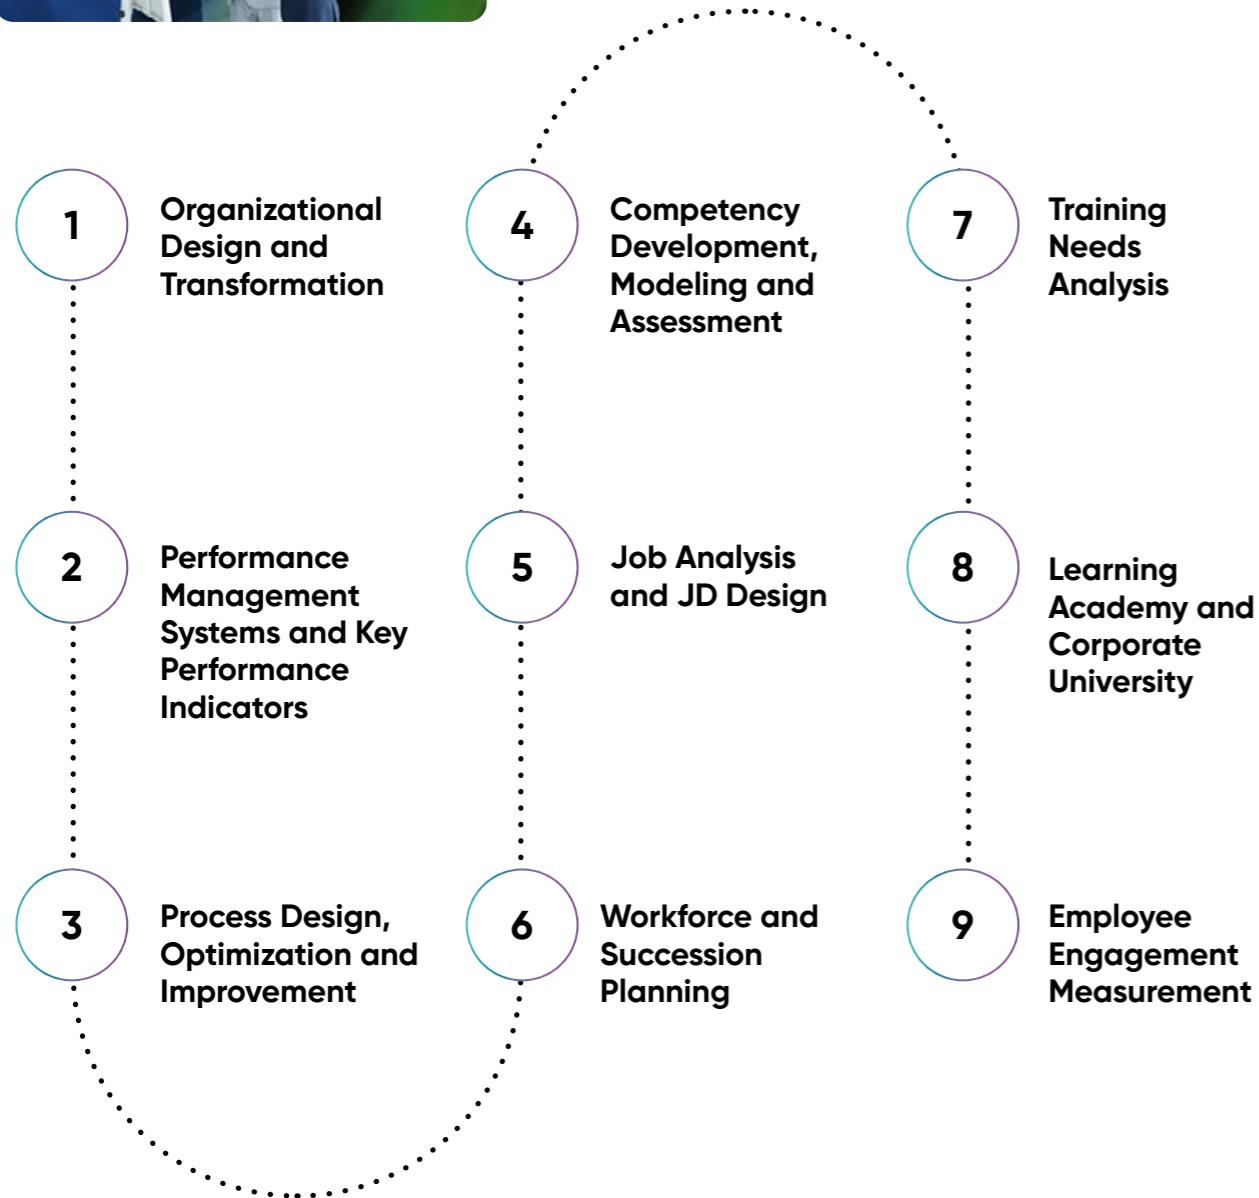 1
Organizational
Design and
Transformation
2
Performance
Management
Systems and Key
Performance
Indicators
3
Process Design,
Optimization and
Improvement
4
Competency
Development,
Modeling and
Assessment
5
Job Analysis
and JD Design
6
Workforce and
Succession
Planning
7
Training
Needs
Analysis
8
Learning
Academy and
Corporate
University
9
Employee
Engagement
Measurement